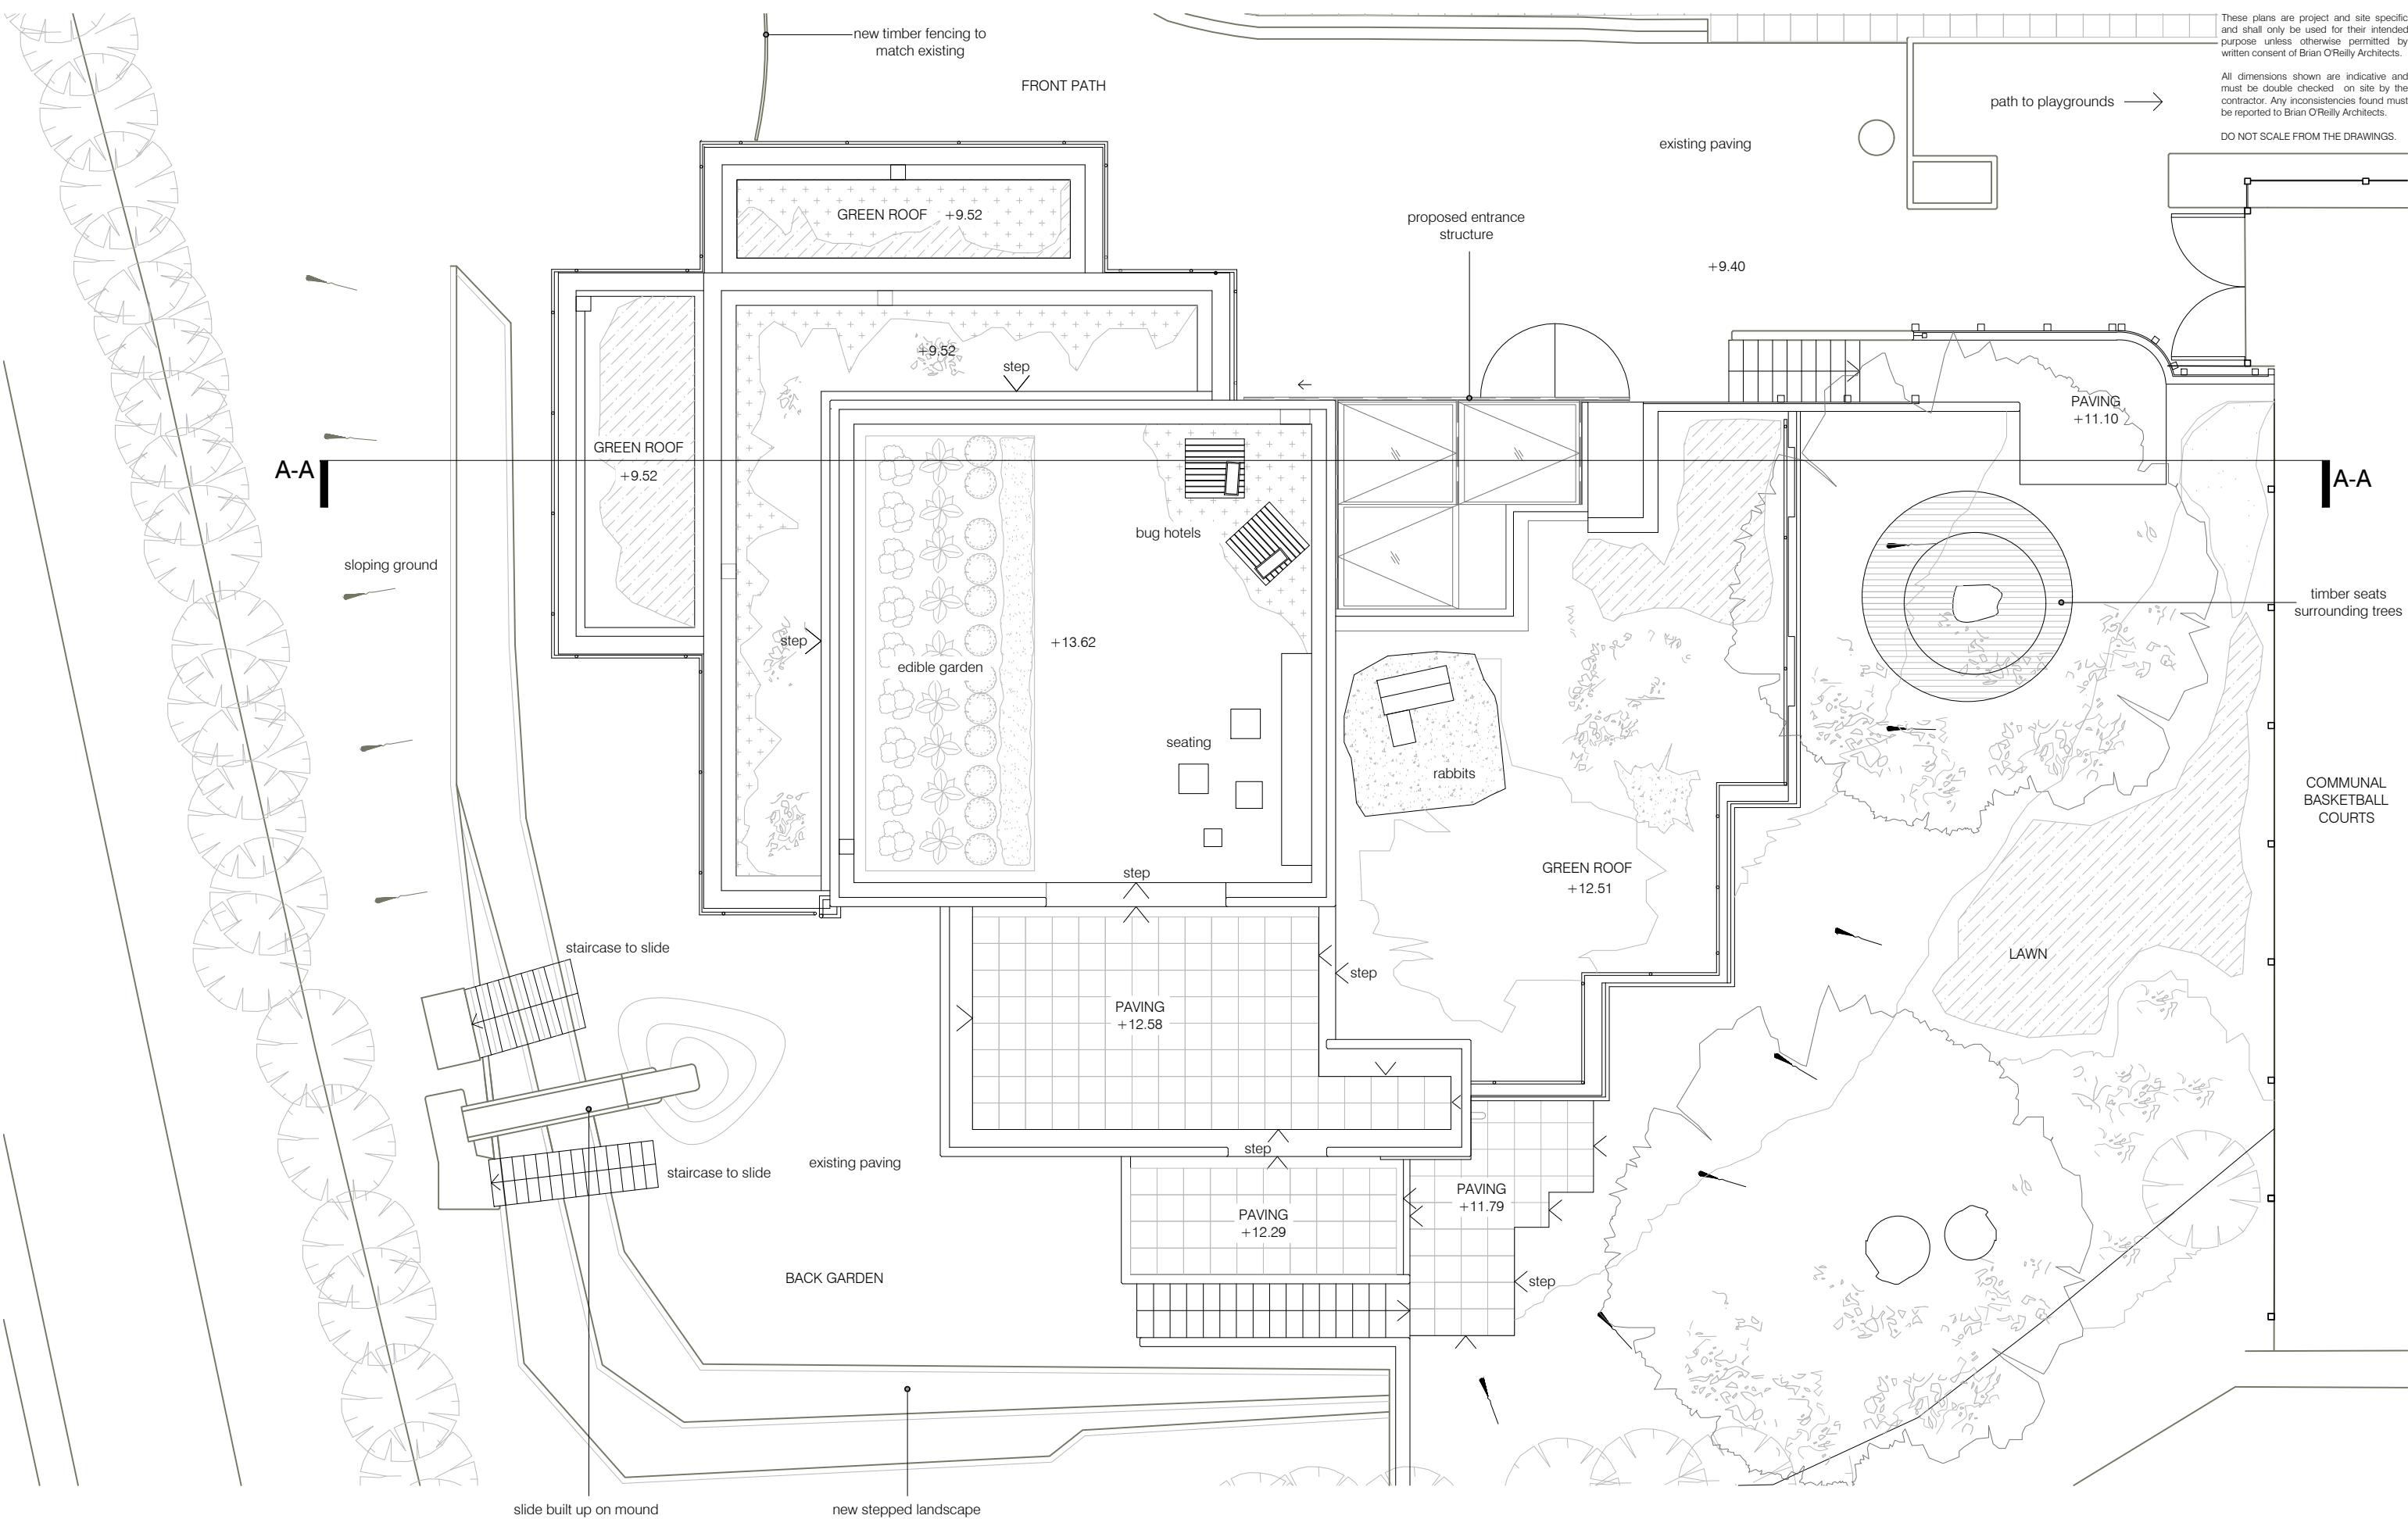 These plans are project and site specific
and shall only be used for their intended
purpose unless otherwise permitted by
written consent of Brian O'Reilly Architects.
All dimensions shown are indicative and
must be double checked on site by the
contractor. Any inconsistencies found must
be reported to Brian O'Reilly Architects.
DO NOT SCALE FROM THE DRAWINGS.
new timber fencing to
match existing
FRONT PATH
path to playgrounds
existing paving
GREEN ROOF +9.52
proposed entrance
structure
+9.40
+9.52
step
PAVING
+11.10
GREEN ROOF
+9.52
A-A
A-A
bug hotels
sloping ground
timber seats
surrounding trees
step
+13.62
edible garden
seating
rabbits
COMMUNAL
BASKETBALL
COURTS
step
GREEN ROOF
+12.51
staircase to slide
LAWN
step
PAVING
+12.58
step
existing paving
staircase to slide
PAVING
+11.79
PAVING
+12.29
BACK GARDEN
step
slide built up on mound
new stepped landscape